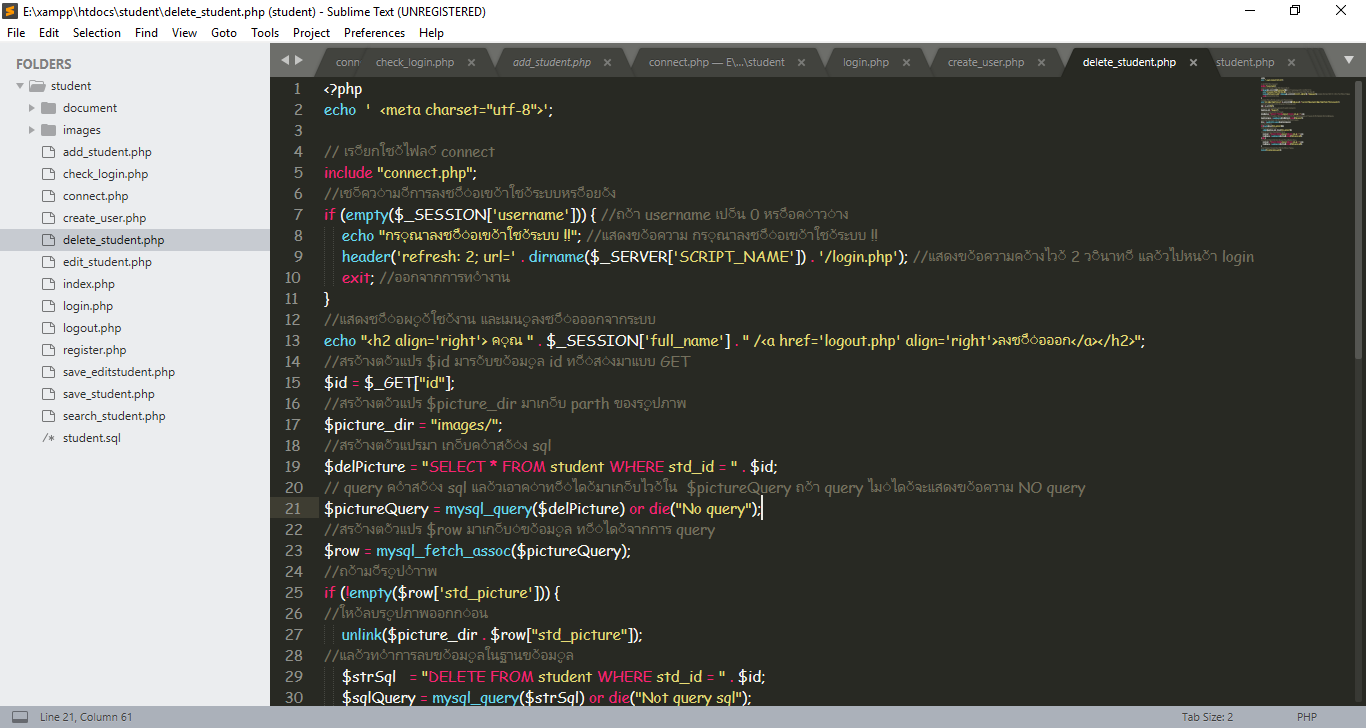 E:\xampp\htdocs\student\delete_student.php (student) - Sublime Text (UNREGISTERED)
File Edit Selection Find View Goto Tools Project Preferences Help
FOLDERS
student
document
images
add_student.php
check_login.php
connect.php
create_user.php
delete_student.php
edit_student.php
index.php
login.php
logout.php
register.php
save_editstudent.php
save_student.php
search_student.php
/* student.sql
conn check_login.php × add_student.php × connect.php — E\...\student × login.php × create_user.php × delete_student.php × student.php ×
1 <?php
2 echo ' <meta charset="utf-8">';
3
4 // เรียกใช้ไฟล์ connect
5 include "connect.php";
6 //เช็คว่ามีการลงชื่อเข้าใช้ระบบหรือยัง
7 if (empty($_SESSION['username'])) { //ถ้า username เป็น 0 หรือค่าว่าง
8 echo "กรุณาลงชื่อเข้าใช้ระบบ !!"; //แสดงข้อความ กรุณาลงชื่อเข้าใช้ระบบ !!
9 header('refresh: 2; url=' . dirname($_SERVER['SCRIPT_NAME']) . '/login.php'); //แสดงข้อความค้างไว้ 2 วินาที แล้วไปหน้า login
10 exit; //ออกจากการทำงาน
11 }
12 //แสดงชื่อผู้ใช้งาน และเมนูลงชื่อออกจากระบบ
13 echo "<h2 align='right'> คุณ " . $_SESSION['full_name'] . " /<a href='logout.php' align='right'>ลงชื่อออก</a></h2>";
14 //สร้างตัวแปร $id มารับข้อมูล id ที่ส่งมาแบบ GET
15 $id = $_GET["id"];
16 //สร้างตัวแปร $picture_dir มาเก็บ parth ของรูปภาพ
17 $picture_dir = "images/";
18 //สร้างตัวแปรมา เก็บคำสั่ง sql
19 $delPicture = "SELECT * FROM student WHERE std_id = " . $id;
20 // query คำสั่ง sql แล้วเอาค่าที่ได้มาเก็บไว้ใน $pictureQuery ถ้า query ไม่ได้จะแสดงข้อความ NO query
21 $pictureQuery = mysql_query($delPicture) or die("No query");
22 //สร้างตัวแปร $row มาเก็บข้อมูล ที่ได้จากการ query
23 $row = mysql_fetch_assoc($pictureQuery);
24 //ถ้ามีรูป
25 if (!empty($row['std_picture'])) {
26 //ให้ลบรูปภาพออกก่อน
27 unlink($picture_dir . $row["std_picture"]);
28 //แล้วทำการลบข้อมูลในฐานข้อมูล
29 $strSql = "DELETE FROM student WHERE std_id = " . $id;
30 $sqlQuery = mysql_query($strSql) or die("Not query sql");
Line 21, Column 61 Tab Size: 2 PHP